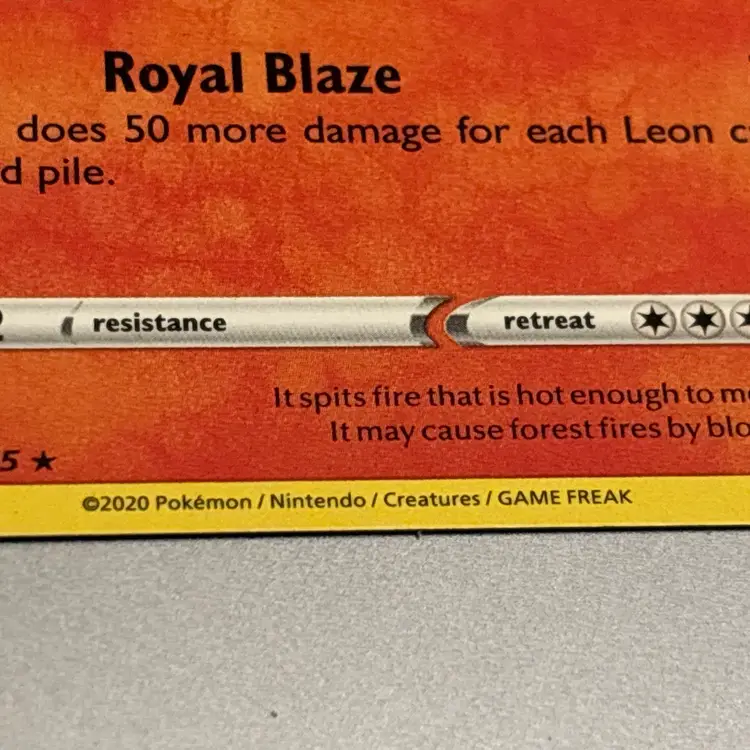 Royal Blaze
does 50 more damage for each Leon c
d pile.
2 resistance retreat
It spits fire that is hot enough to m
It may cause forest fires by blo
5 ★
©2020 Pokémon / Nintendo / Creatures / GAME FREAK